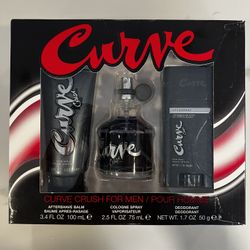 Curve
Curve
Crush
Curve
Curve
CURVE CRUSH FOR MEN / POUR HOMME
AFTERSHAVE BALM
BAUME APRÈS-RASAGE
3.4 FL OZ 100 mL ℮
COLOGNE SPRAY
VAPORISATEUR
2.5 FL OZ 75 mL ℮
DEODORANT
DÉODORANT
NET WT. 1.7 OZ 50 g ℮